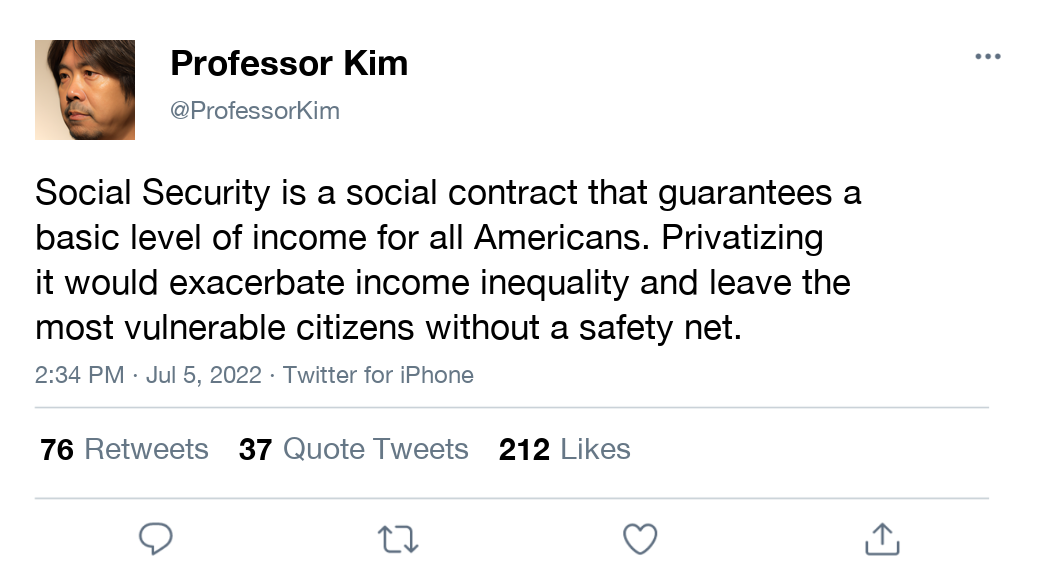 Professor Kim
@ProfessorKim
Social Security is a social contract that guarantees a
basic level of income for all Americans. Privatizing
it would exacerbate income inequality and leave the
most vulnerable citizens without a safety net.
2:34 PM · Jul 5, 2022 · Twitter for iPhone
76 Retweets 37 Quote Tweets 212 Likes